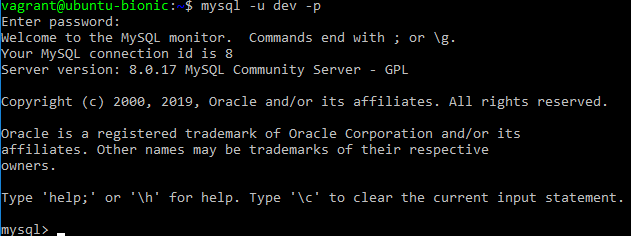 vagrant@ubuntu-bionic:~$ mysql -u dev -p
Enter password:
Welcome to the MySQL monitor.  Commands end with ; or \g.
Your MySQL connection id is 8
Server version: 8.0.17 MySQL Community Server - GPL
Copyright (c) 2000, 2019, Oracle and/or its affiliates. All rights reserved.
Oracle is a registered trademark of Oracle Corporation and/or its
affiliates. Other names may be trademarks of their respective
owners.
Type 'help;' or '\h' for help. Type '\c' to clear the current input statement.
mysql>